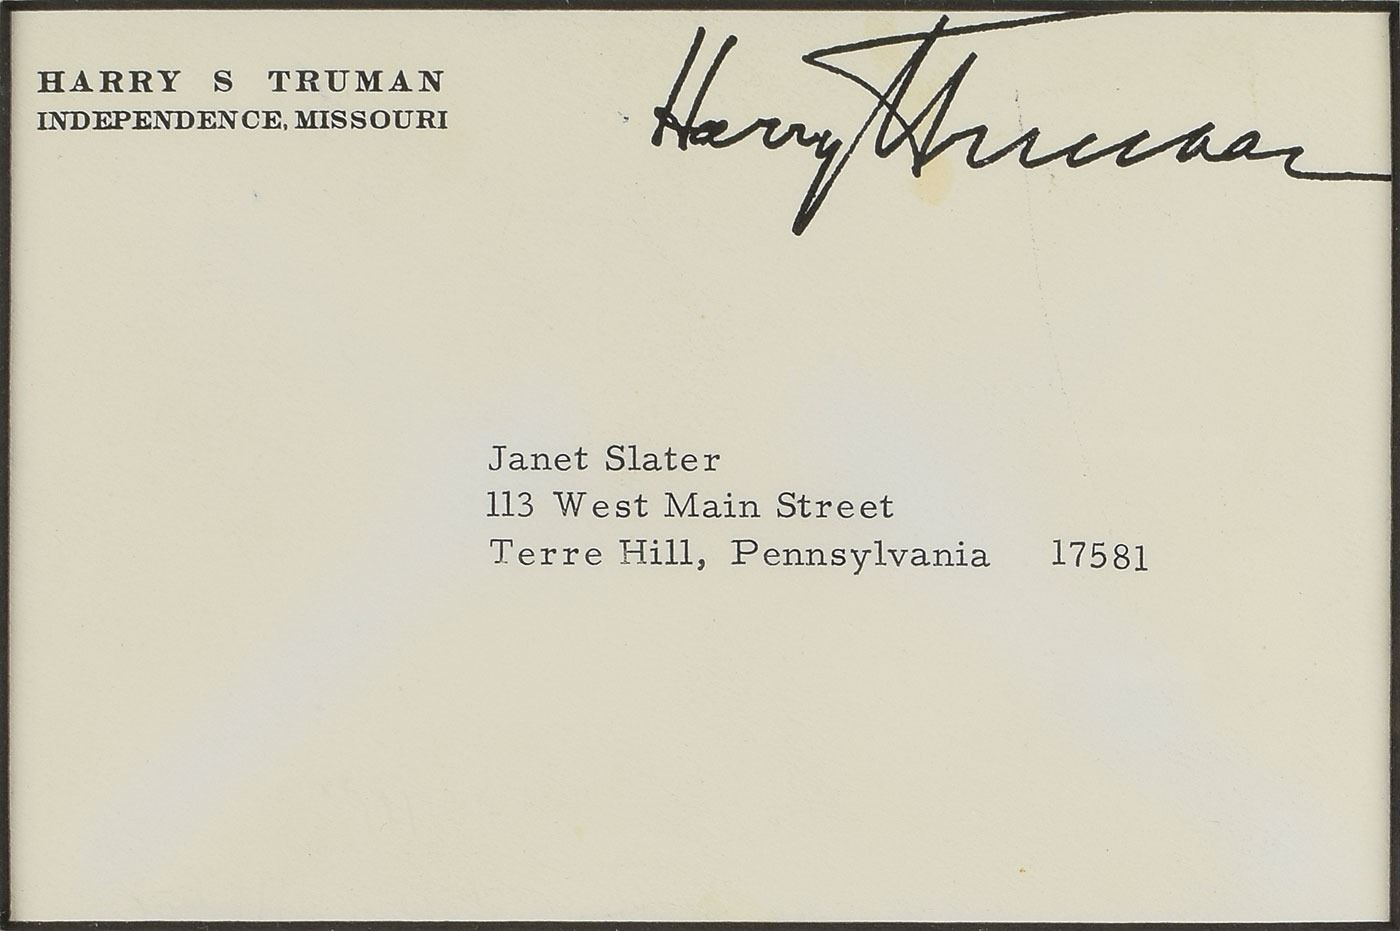 HARRY S TRUMAN
INDEPENDENCE, MISSOURI
Harry Truman
Janet Slater
113 West Main Street
Terre Hill, Pennsylvania 17581